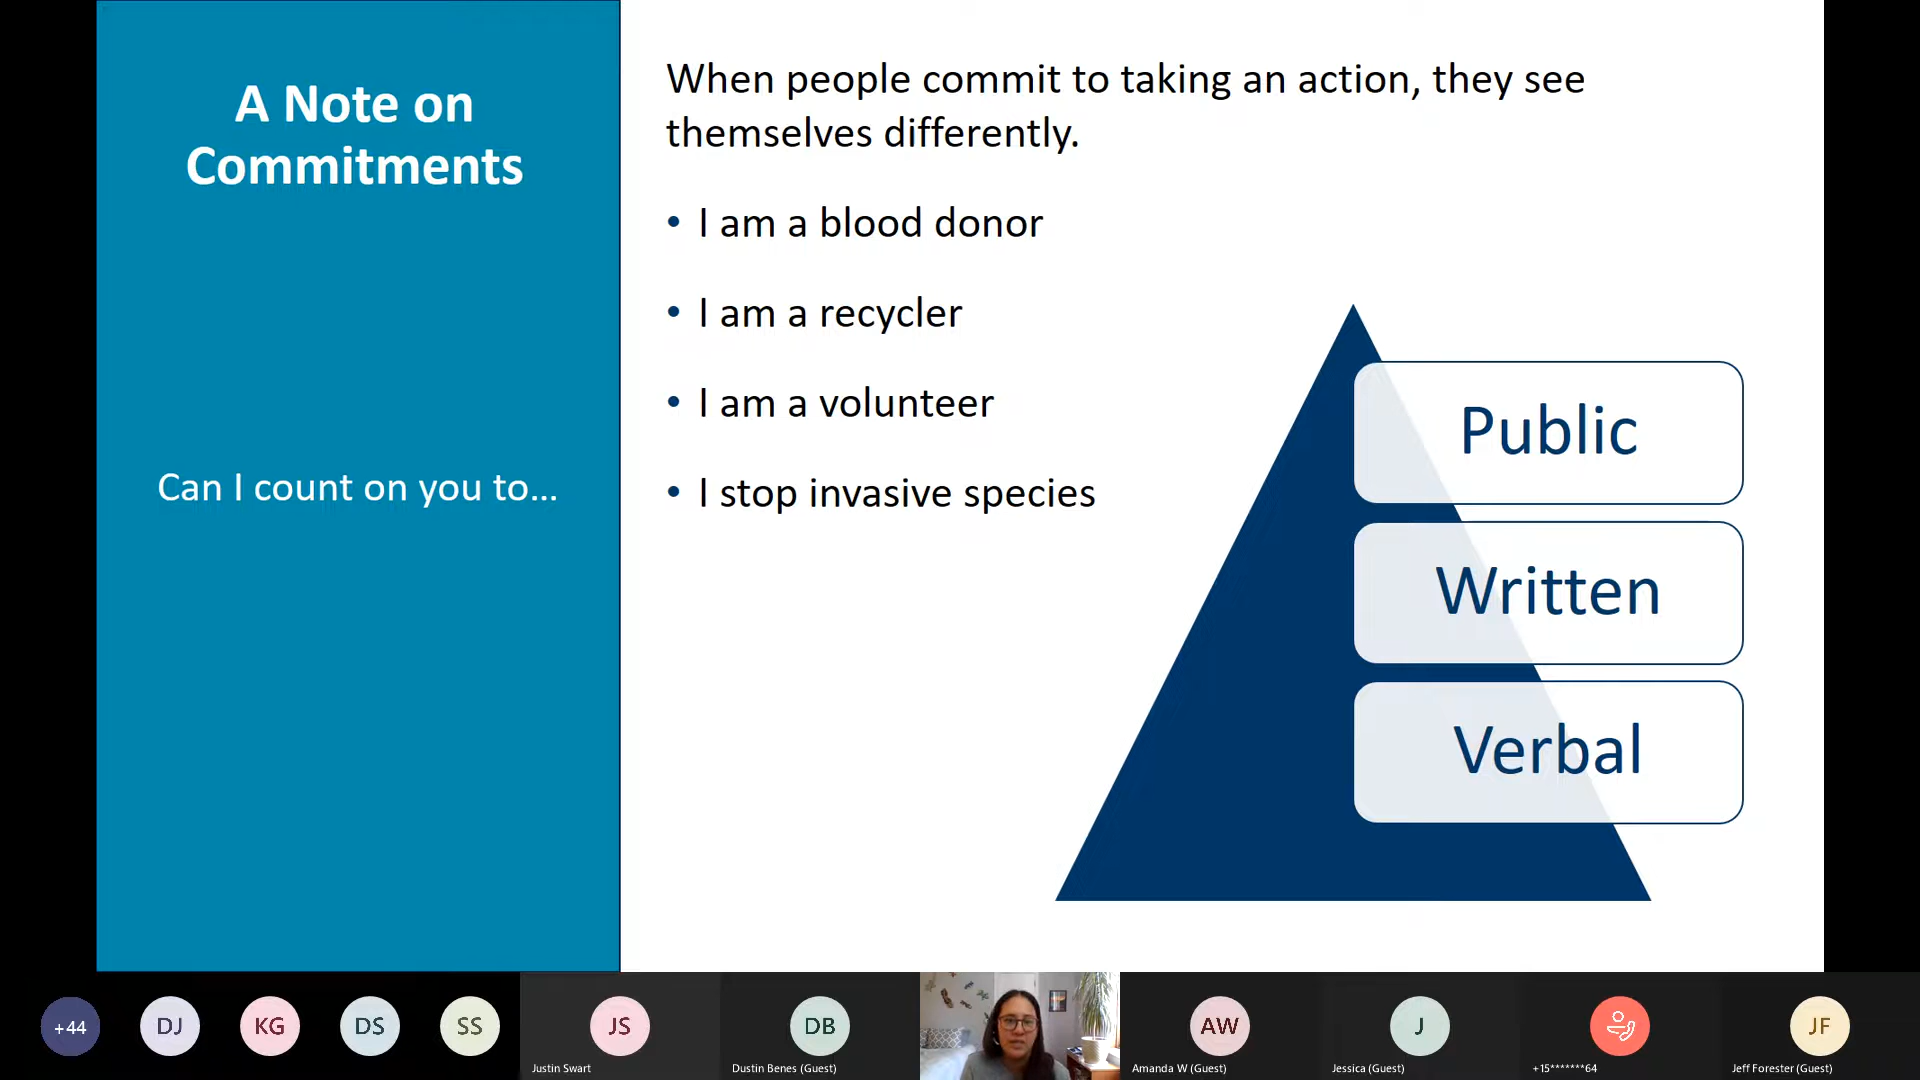 A Note on
Commitments
Can I count on you to...
When people commit to taking an action, they see
themselves differently.
• I am a blood donor
• I am a recycler
• I am a volunteer
• I stop invasive species
Public
Written
Verbal
+44
DJ
KG
DS
SS
JS
Justin Swart
DB
Dustin Benes (Guest)
AW
Amanda W (Guest)
J
Jessica (Guest)
+15*******64
JF
Jeff Forester (Guest)